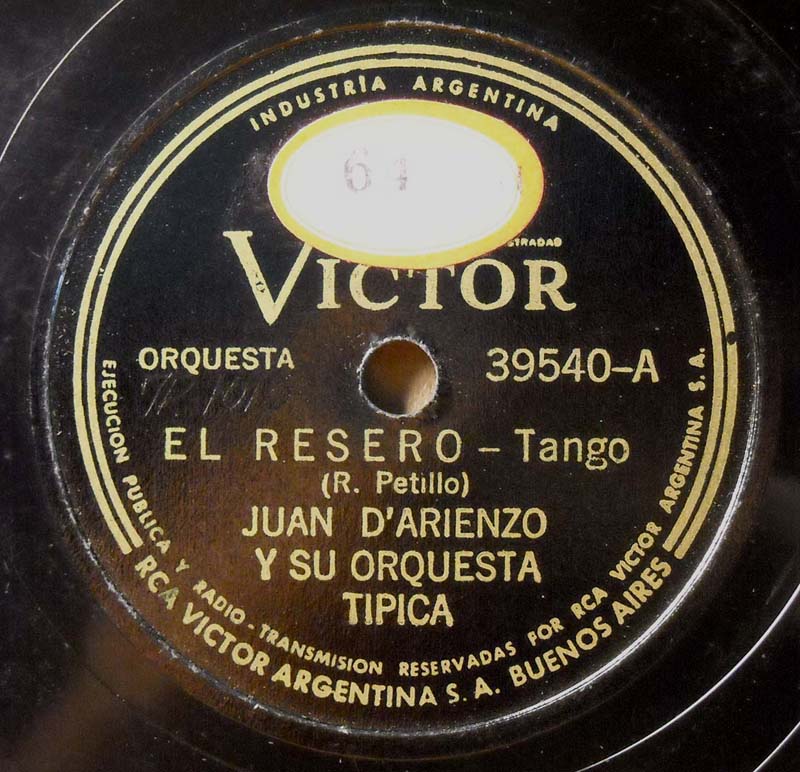 INDUSTRIA ARGENTINA
64
STRADAS
VICTOR
ORQUESTA
39540-A
EL RESERO - Tango
(R. Petillo)
JUAN D'ARIENZO
Y SU ORQUESTA
TIPICA
EJECUCION PUBLICA Y RADIO-TRANSMISION RESERVADAS POR RCA VICTOR ARGENTINA S. A.
RCA VICTOR ARGENTINA S. A. BUENOS AIRES